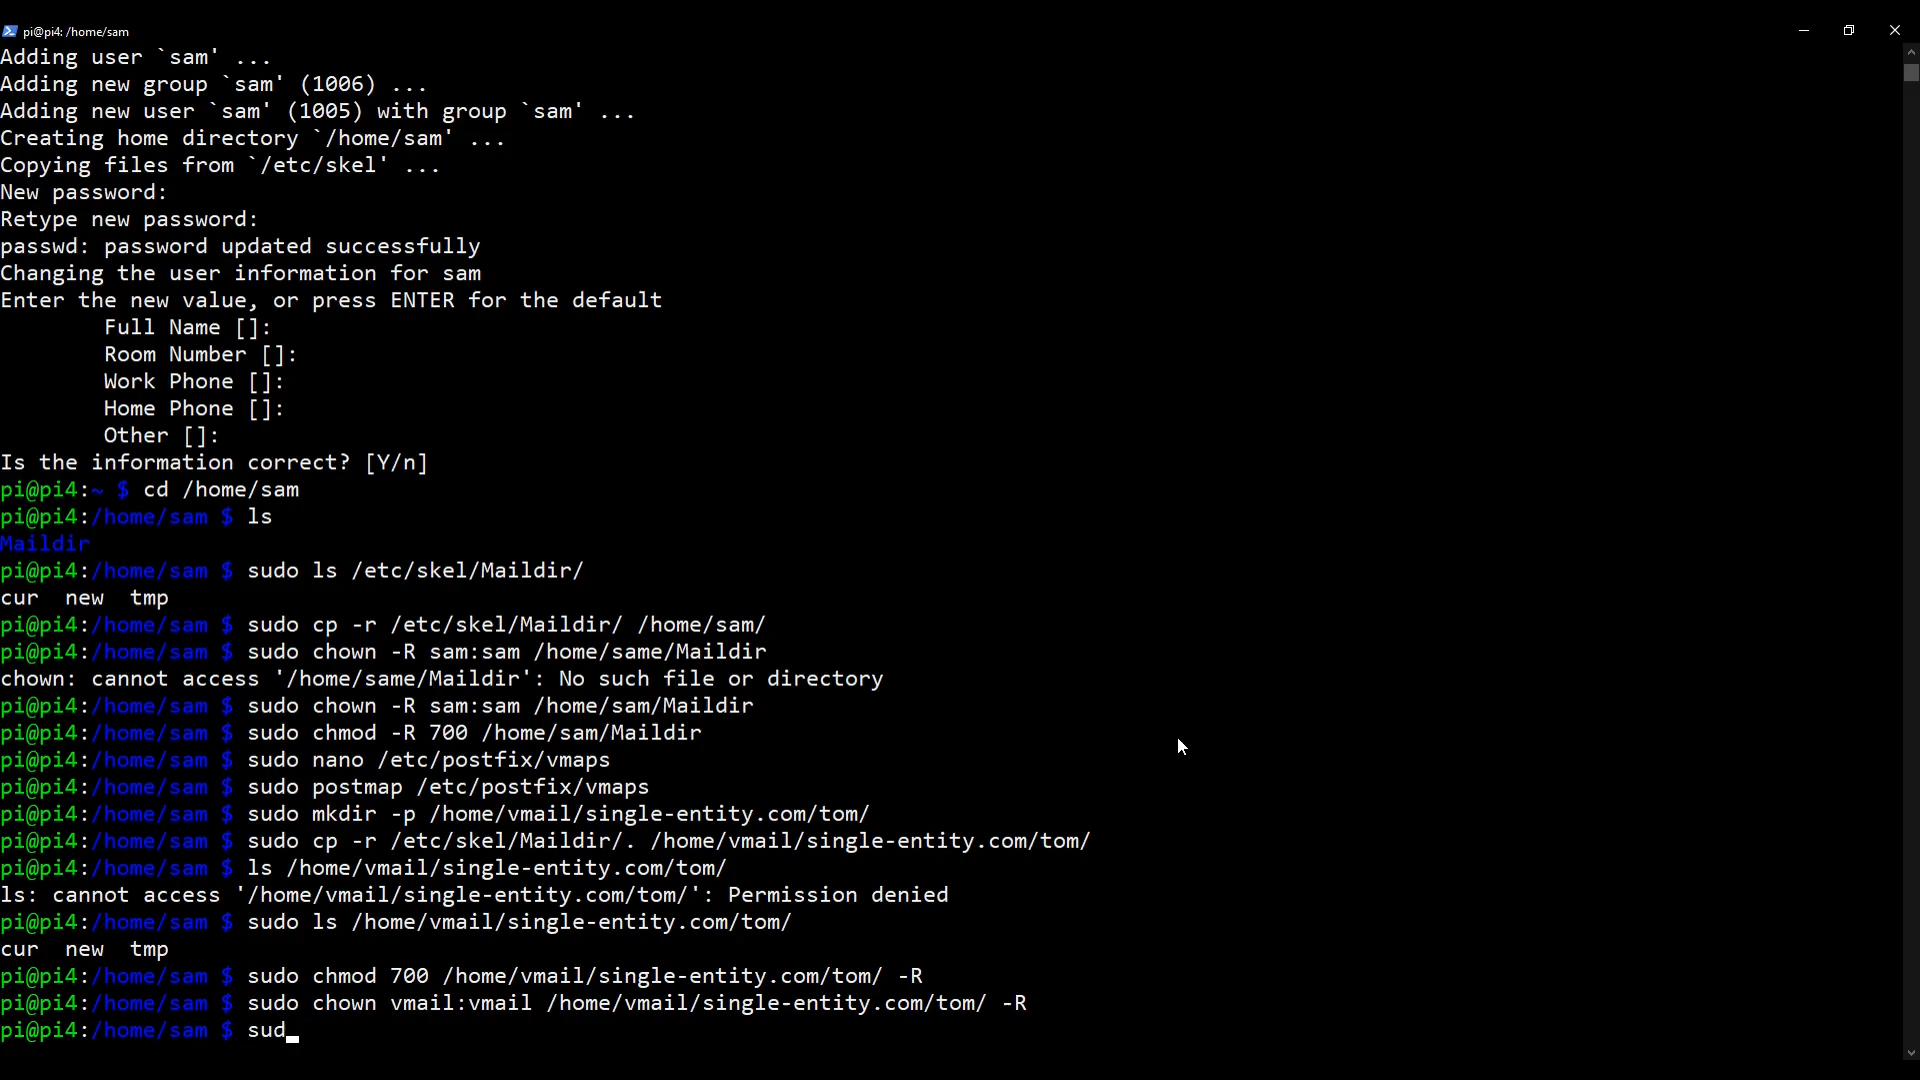 pi@pi4: /home/sam
Adding user `sam' ...
Adding new group `sam' (1006) ...
Adding new user `sam' (1005) with group `sam' ...
Creating home directory `/home/sam' ...
Copying files from `/etc/skel' ...
New password:
Retype new password:
passwd: password updated successfully
Changing the user information for sam
Enter the new value, or press ENTER for the default
Full Name []:
Room Number []:
Work Phone []:
Home Phone []:
Other []:
Is the information correct? [Y/n]
pi@pi4:~ $ cd /home/sam
pi@pi4:/home/sam $ ls
Maildir
pi@pi4:/home/sam $ sudo ls /etc/skel/Maildir/
cur  new  tmp
pi@pi4:/home/sam $ sudo cp -r /etc/skel/Maildir/ /home/sam/
pi@pi4:/home/sam $ sudo chown -R sam:sam /home/same/Maildir
chown: cannot access '/home/same/Maildir': No such file or directory
pi@pi4:/home/sam $ sudo chown -R sam:sam /home/sam/Maildir
pi@pi4:/home/sam $ sudo chmod -R 700 /home/sam/Maildir
pi@pi4:/home/sam $ sudo nano /etc/postfix/vmaps
pi@pi4:/home/sam $ sudo postmap /etc/postfix/vmaps
pi@pi4:/home/sam $ sudo mkdir -p /home/vmail/single-entity.com/tom/
pi@pi4:/home/sam $ sudo cp -r /etc/skel/Maildir/. /home/vmail/single-entity.com/tom/
pi@pi4:/home/sam $ ls /home/vmail/single-entity.com/tom/
ls: cannot access '/home/vmail/single-entity.com/tom/': Permission denied
pi@pi4:/home/sam $ sudo ls /home/vmail/single-entity.com/tom/
cur  new  tmp
pi@pi4:/home/sam $ sudo chmod 700 /home/vmail/single-entity.com/tom/ -R
pi@pi4:/home/sam $ sudo chown vmail:vmail /home/vmail/single-entity.com/tom/ -R
pi@pi4:/home/sam $ sud